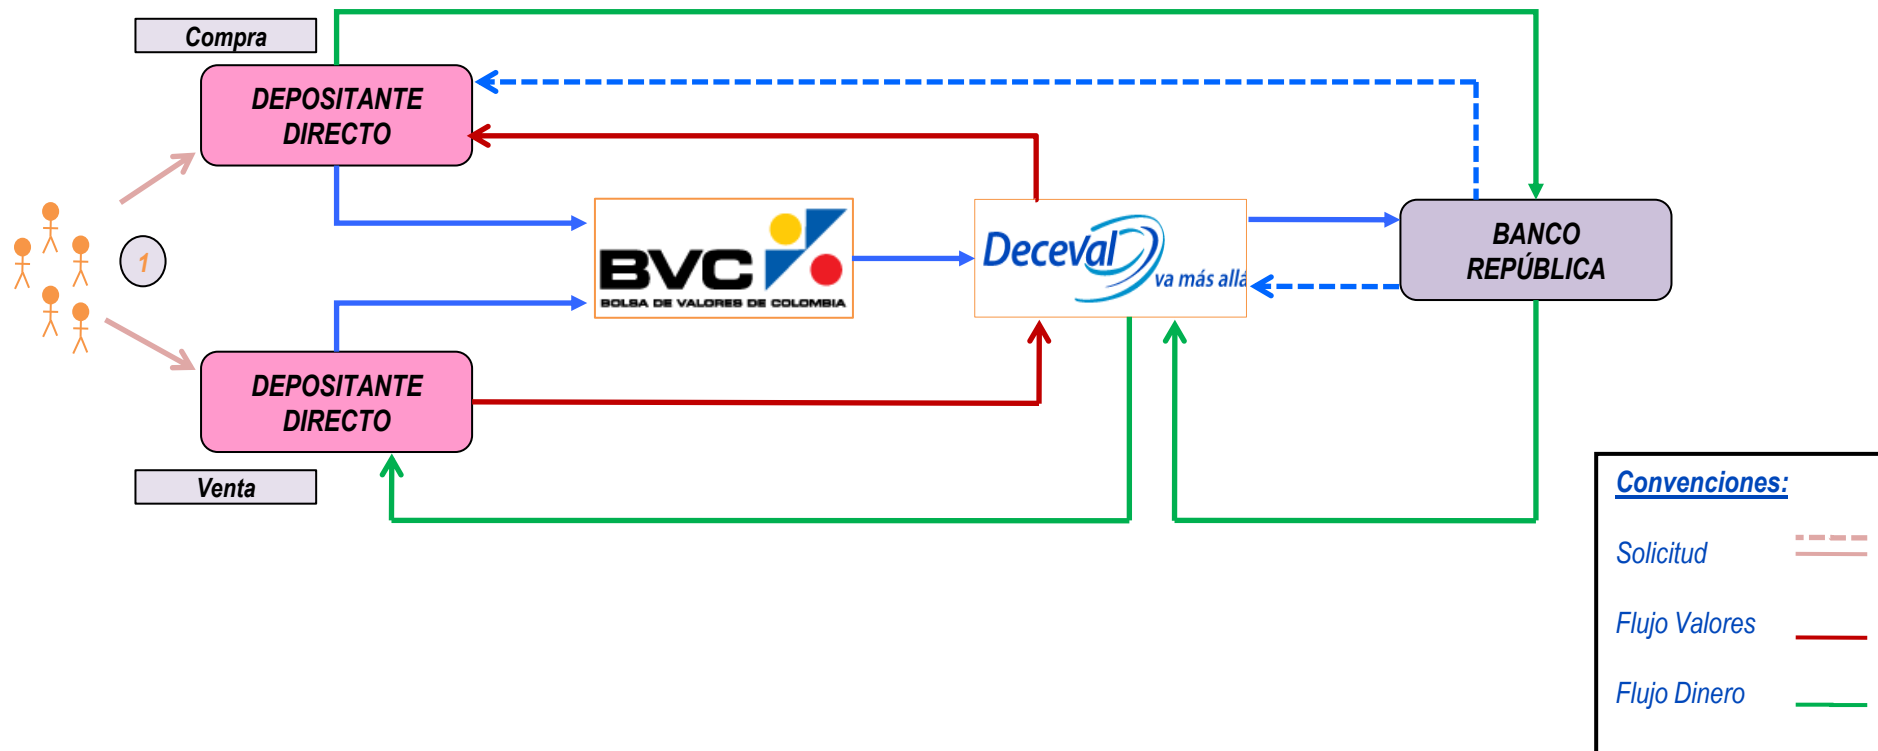 Compra
DEPOSITANTE
DIRECTO
1
BVC
BOLSA DE VALORES DE COLOMBIA
Deceval
va más allá
BANCO
REPÚBLICA
DEPOSITANTE
DIRECTO
Venta
Convenciones:
Solicitud
Flujo Valores
Flujo Dinero